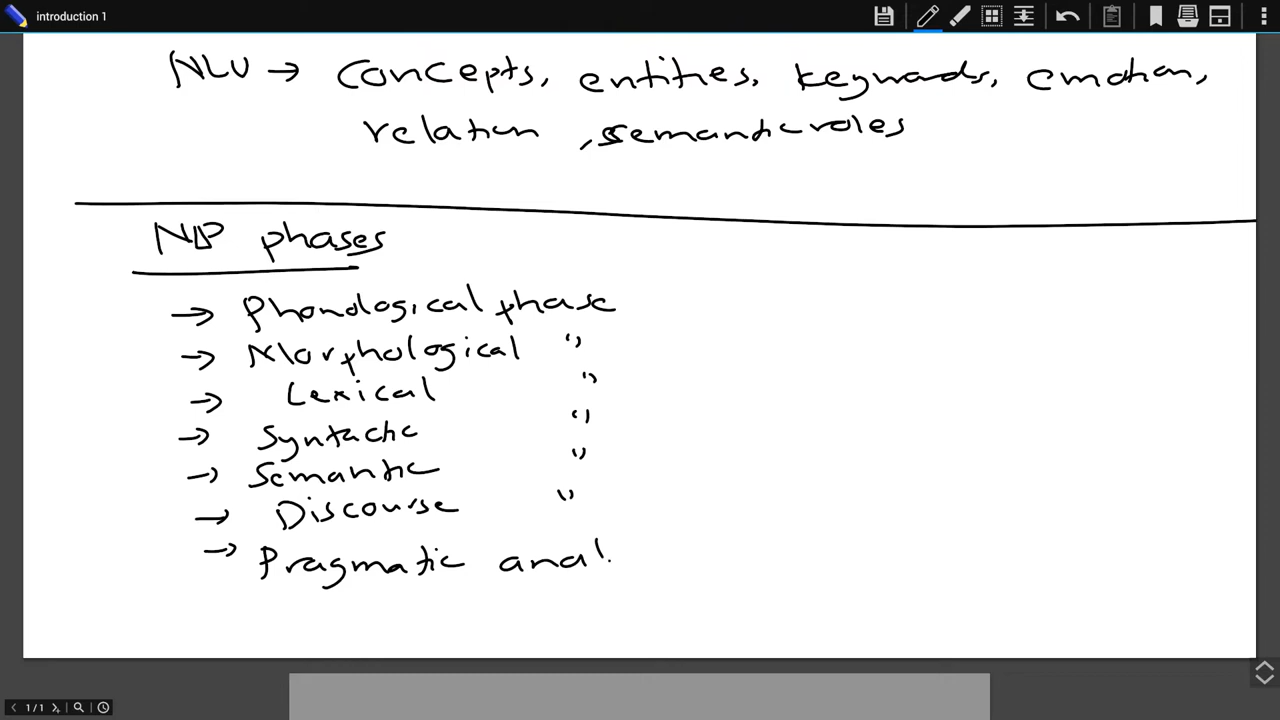 introduction 1
NLU → concepts, entities, keywords, emotion,
relation, semantic roles
NLP phases
→ Phonological phase
→ Morphological "
→ Lexical "
→ Syntactic "
→ Semantic "
→ Discourse "
→ Pragmatic anal
1/1